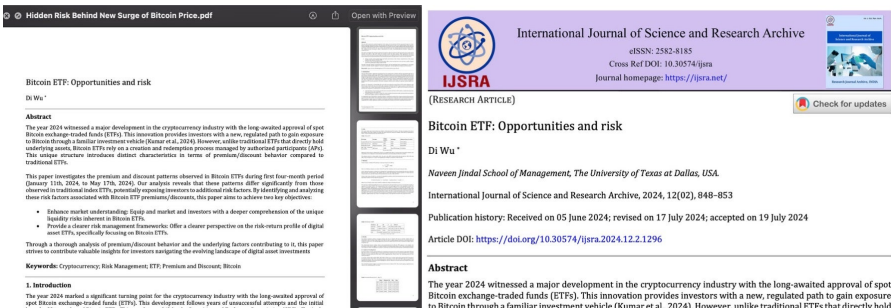 Hidden Risk Behind New Surge of Bitcoin Price.pdf
Open with Preview
Bitcoin ETF: Opportunities and risk
Di Wu *
Abstract
The year 2024 witnessed a major development in the cryptocurrency industry with the long-awaited approval of spot
Bitcoin exchange-traded funds (ETFs). This innovation provides investors with a new, regulated path to gain exposure
to Bitcoin through a familiar investment vehicle (Kumar et al., 2024). However, unlike traditional ETFs that directly hold
underlying assets, Bitcoin ETFs rely on a creation and redemption process managed by authorized participants (APs).
This unique structure introduces distinct characteristics in terms of premium/discount behavior compared to
traditional ETFs.
This paper investigates the premium and discount patterns observed in Bitcoin ETFs during first four-month period
(January 11th, 2024, to May 17th, 2024). Our analysis reveals that these patterns differ significantly from those
observed in traditional index ETFs, potentially exposing investors to additional risk factors. By identifying and analyzing
these risk factors associated with Bitcoin ETF premiums/discounts, this paper aims to achieve two key objectives:
• Enhance market understanding: Equip and market and investors with a deeper comprehension of the unique
liquidity risks inherent in Bitcoin ETFs.
• Provide a clearer risk management frameworks: Offer a clearer perspective on the risk-return profile of digital
asset ETFs, specifically focusing on Bitcoin ETFs.
Through a thorough analysis of premium/discount behavior and the underlying factors contributing to it, this paper
strives to contribute valuable insights for investors navigating the evolving landscape of digital asset investments
Keywords: Cryptocurrency; Risk Management; ETF; Premium and Discount; Bitcoin
1. Introduction
The year 2024 marked a significant turning point for the cryptocurrency industry with the long-awaited approval of
spot Bitcoin exchange-traded funds (ETFs). This development follows years of unsuccessful attempts and the initial
IJSRA
International Journal of Science and Research Archive
eISSN: 2582-8185
Cross Ref DOI: 10.30574/ijsra
Journal homepage: https://ijsra.net/
(RESEARCH ARTICLE)
Check for updates
Bitcoin ETF: Opportunities and risk
Di Wu *
Naveen Jindal School of Management, The University of Texas at Dallas, USA.
International Journal of Science and Research Archive, 2024, 12(02), 848–853
Publication history: Received on 05 June 2024; revised on 17 July 2024; accepted on 19 July 2024
Article DOI: https://doi.org/10.30574/ijsra.2024.12.2.1296
Abstract
The year 2024 witnessed a major development in the cryptocurrency industry with the long-awaited approval of spot
Bitcoin exchange-traded funds (ETFs). This innovation provides investors with a new, regulated path to gain exposure
to Bitcoin through a familiar investment vehicle (Kumar et al., 2024). However, unlike traditional ETFs that directly hold